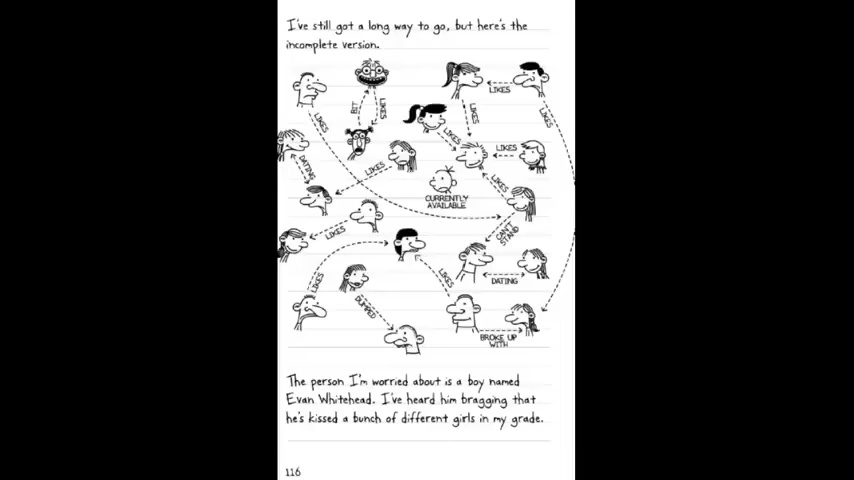 I've still got a long way to go, but here's the
incomplete version.
LIKES
BIT
LIKES
LIKES
LIKES
LIKES
LIKES
LIKES
DATING
LIKES
LIKES
CURRENTLY
AVAILABLE
LIKES
CAN'T
STAND
LIKES
LIKES
DATING
DUMPED
BROKE UP
WITH
The person I'm worried about is a boy named
Evan Whitehead. I've heard him bragging that
he's kissed a bunch of different girls in my grade.
116